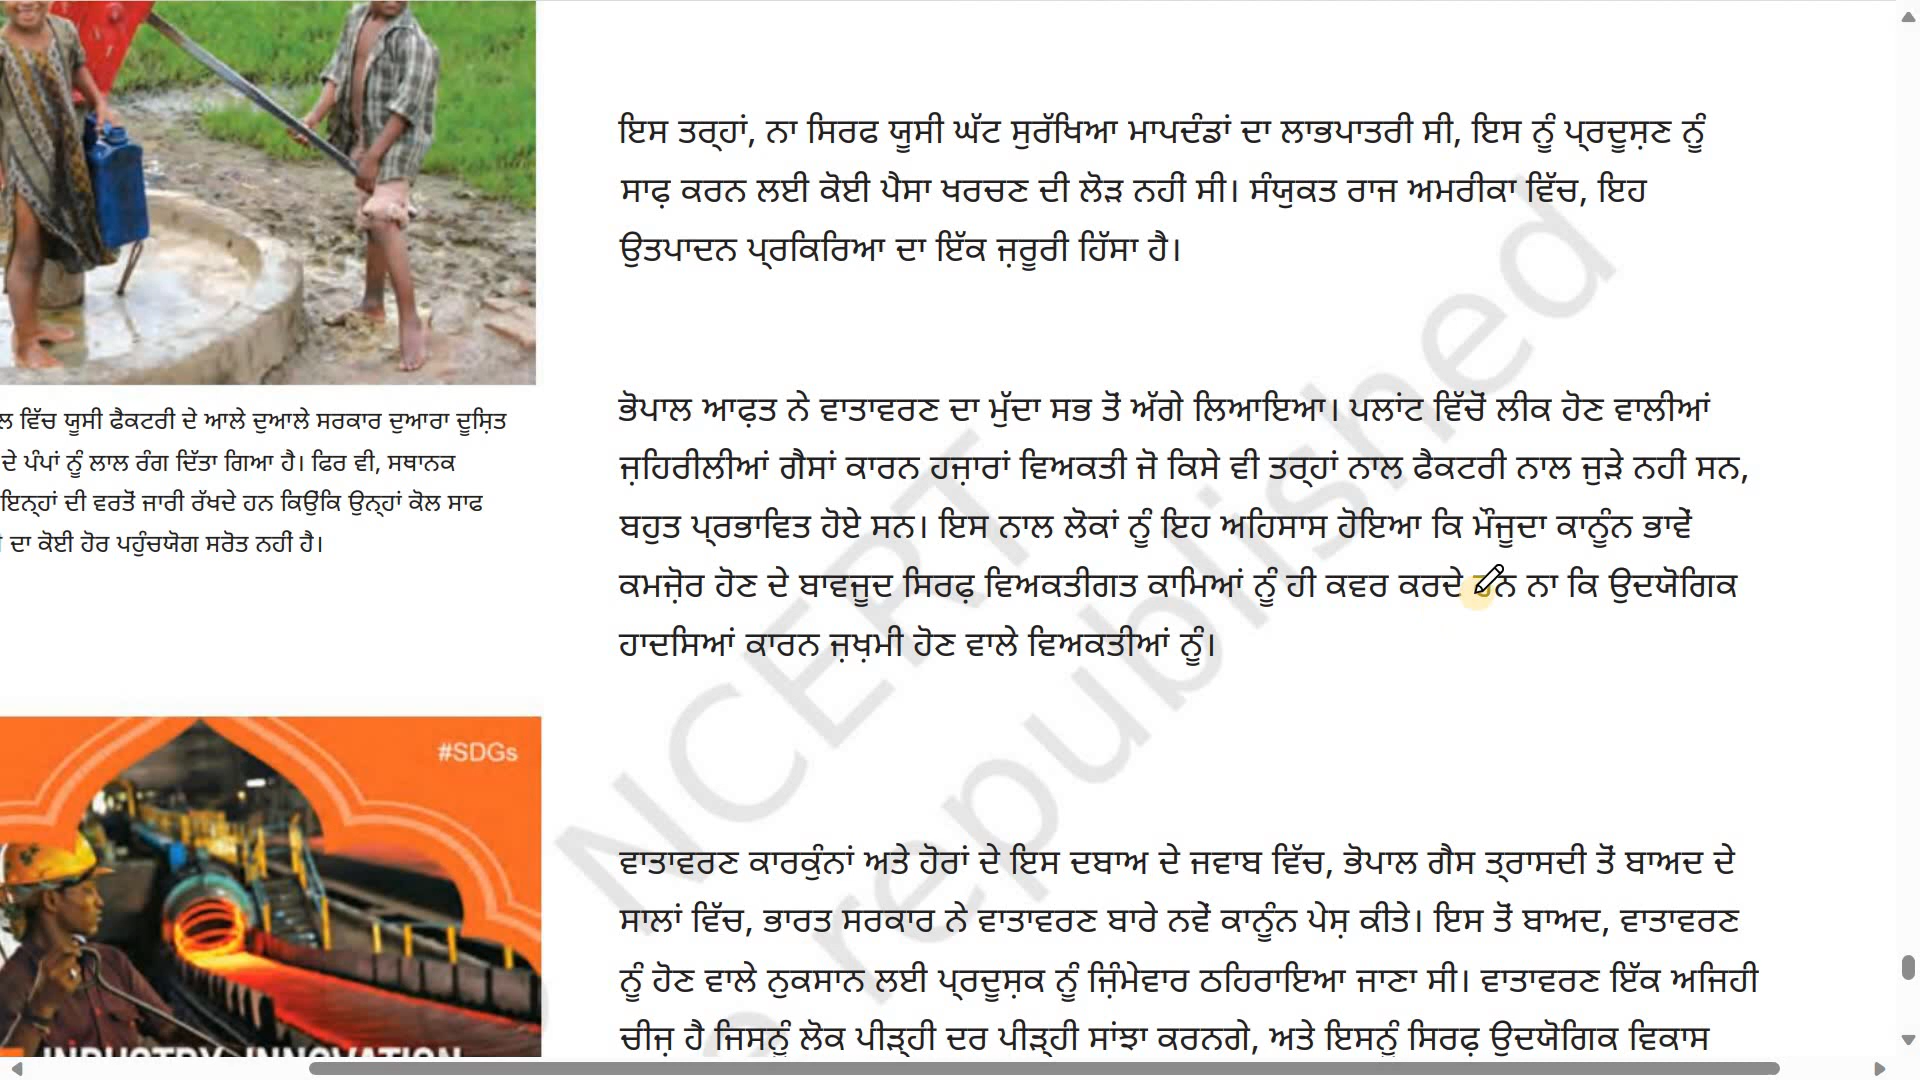 ਇਸ ਤਰ੍ਹਾਂ, ਨਾ ਸਿਰਫ ਯੂਸੀ ਘੱਟ ਸੁਰੱਖਿਆ ਮਾਪਦੰਡਾਂ ਦਾ ਲਾਭਪਾਤਰੀ ਸੀ, ਇਸ ਨੂੰ ਪ੍ਰਦੂਸ਼ਣ ਨੂੰ
ਸਾਫ਼ ਕਰਨ ਲਈ ਕੋਈ ਪੈਸਾ ਖਰਚਣ ਦੀ ਲੋੜ ਨਹੀਂ ਸੀ। ਸੰਯੁਕਤ ਰਾਜ ਅਮਰੀਕਾ ਵਿੱਚ, ਇਹ
ਉਤਪਾਦਨ ਪ੍ਰਕਿਰਿਆ ਦਾ ਇੱਕ ਜ਼ਰੂਰੀ ਹਿੱਸਾ ਹੈ।
ਭੋਪਾਲ ਆਫ਼ਤ ਨੇ ਵਾਤਾਵਰਣ ਦਾ ਮੁੱਦਾ ਸਭ ਤੋਂ ਅੱਗੇ ਲਿਆਇਆ। ਪਲਾਂਟ ਵਿੱਚੋਂ ਲੀਕ ਹੋਣ ਵਾਲੀਆਂ
ਜ਼ਹਿਰੀਲੀਆਂ ਗੈਸਾਂ ਕਾਰਨ ਹਜ਼ਾਰਾਂ ਵਿਅਕਤੀ ਜੋ ਕਿਸੇ ਵੀ ਤਰ੍ਹਾਂ ਨਾਲ ਫੈਕਟਰੀ ਨਾਲ ਜੁੜੇ ਨਹੀਂ ਸਨ,
ਬਹੁਤ ਪ੍ਰਭਾਵਿਤ ਹੋਏ ਸਨ। ਇਸ ਨਾਲ ਲੋਕਾਂ ਨੂੰ ਇਹ ਅਹਿਸਾਸ ਹੋਇਆ ਕਿ ਮੌਜੂਦਾ ਕਾਨੂੰਨ ਭਾਵੇਂ
ਕਮਜ਼ੋਰ ਹੋਣ ਦੇ ਬਾਵਜੂਦ ਸਿਰਫ਼ ਵਿਅਕਤੀਗਤ ਕਾਮਿਆਂ ਨੂੰ ਹੀ ਕਵਰ ਕਰਦੇ ਹਨ ਨਾ ਕਿ ਉਦਯੋਗਿਕ
ਹਾਦਸਿਆਂ ਕਾਰਨ ਜ਼ਖ਼ਮੀ ਹੋਣ ਵਾਲੇ ਵਿਅਕਤੀਆਂ ਨੂੰ।
ਵਾਤਾਵਰਣ ਕਾਰਕੁੰਨਾਂ ਅਤੇ ਹੋਰਾਂ ਦੇ ਇਸ ਦਬਾਅ ਦੇ ਜਵਾਬ ਵਿੱਚ, ਭੋਪਾਲ ਗੈਸ ਤ੍ਰਾਸਦੀ ਤੋਂ ਬਾਅਦ ਦੇ
ਸਾਲਾਂ ਵਿੱਚ, ਭਾਰਤ ਸਰਕਾਰ ਨੇ ਵਾਤਾਵਰਣ ਬਾਰੇ ਨਵੇਂ ਕਾਨੂੰਨ ਪੇਸ਼ ਕੀਤੇ। ਇਸ ਤੋਂ ਬਾਅਦ, ਵਾਤਾਵਰਣ
ਨੂੰ ਹੋਣ ਵਾਲੇ ਨੁਕਸਾਨ ਲਈ ਪ੍ਰਦੂਸ਼ਕ ਨੂੰ ਜ਼ਿੰਮੇਵਾਰ ਠਹਿਰਾਇਆ ਜਾਣਾ ਸੀ। ਵਾਤਾਵਰਣ ਇੱਕ ਅਜਿਹੀ
ਚੀਜ਼ ਹੈ ਜਿਸਨੂੰ ਲੋਕ ਪੀੜ੍ਹੀ ਦਰ ਪੀੜ੍ਹੀ ਸਾਂਝਾ ਕਰਨਗੇ, ਅਤੇ ਇਸਨੂੰ ਸਿਰਫ਼ ਉਦਯੋਗਿਕ ਵਿਕਾਸ
ਵਿੱਚ ਯੂਸੀ ਫੈਕਟਰੀ ਦੇ ਆਲੇ ਦੁਆਲੇ ਸਰਕਾਰ ਦੁਆਰਾ ਦੂਸ਼ਿਤ
ਦੇ ਪੰਪਾਂ ਨੂੰ ਲਾਲ ਰੰਗ ਦਿੱਤਾ ਗਿਆ ਹੈ। ਫਿਰ ਵੀ, ਸਥਾਨਕ
ਇਨ੍ਹਾਂ ਦੀ ਵਰਤੋਂ ਜਾਰੀ ਰੱਖਦੇ ਹਨ ਕਿਉਂਕਿ ਉਨ੍ਹਾਂ ਕੋਲ ਸਾਫ
ਦਾ ਕੋਈ ਹੋਰ ਪਹੁੰਚਯੋਗ ਸਰੋਤ ਨਹੀਂ ਹੈ।
#SDGs
INDUSTRY, INNOVATION
NCERT
republished